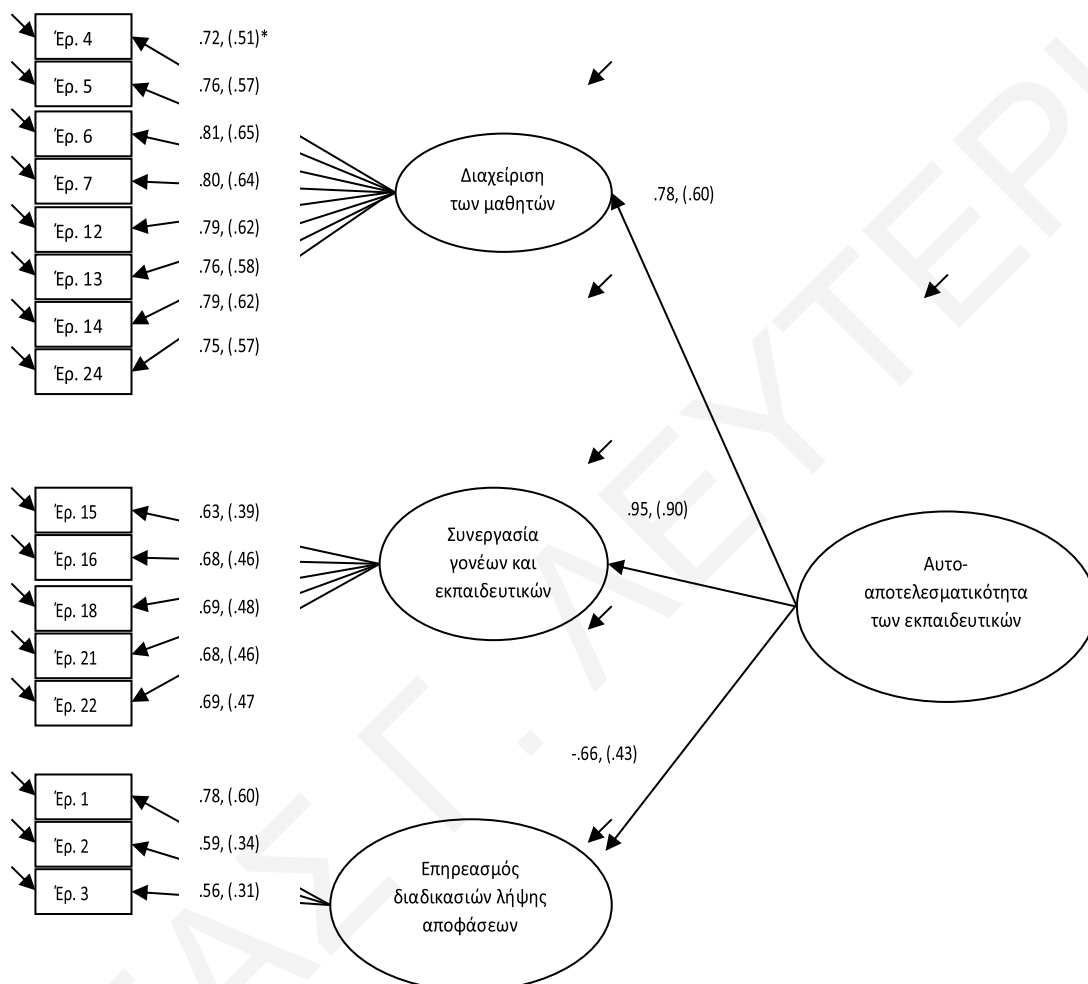 Έρ. 4
.72, (.51)*
Έρ. 5
.76, (.57)
Έρ. 6
.81, (.65)
Έρ. 7
.80, (.64)
Έρ. 12
.79, (.62)
Έρ. 13
.76, (.58)
Έρ. 14
.79, (.62)
Έρ. 24
.75, (.57)
Διαχείριση
των μαθητών
.78, (.60)
Έρ. 15
.63, (.39)
Έρ. 16
.68, (.46)
Έρ. 18
.69, (.48)
Έρ. 21
.68, (.46)
Έρ. 22
.69, (.47
Συνεργασία
γονέων και
εκπαιδευτικών
.95, (.90)
Αυτο-
αποτελεσματικότητα
των εκπαιδευτικών
-.66, (.43)
Έρ. 1
.78, (.60)
Έρ. 2
.59, (.34)
Έρ. 3
.56, (.31)
Επηρεασμός
διαδικασιών λήψης
αποφάσεων